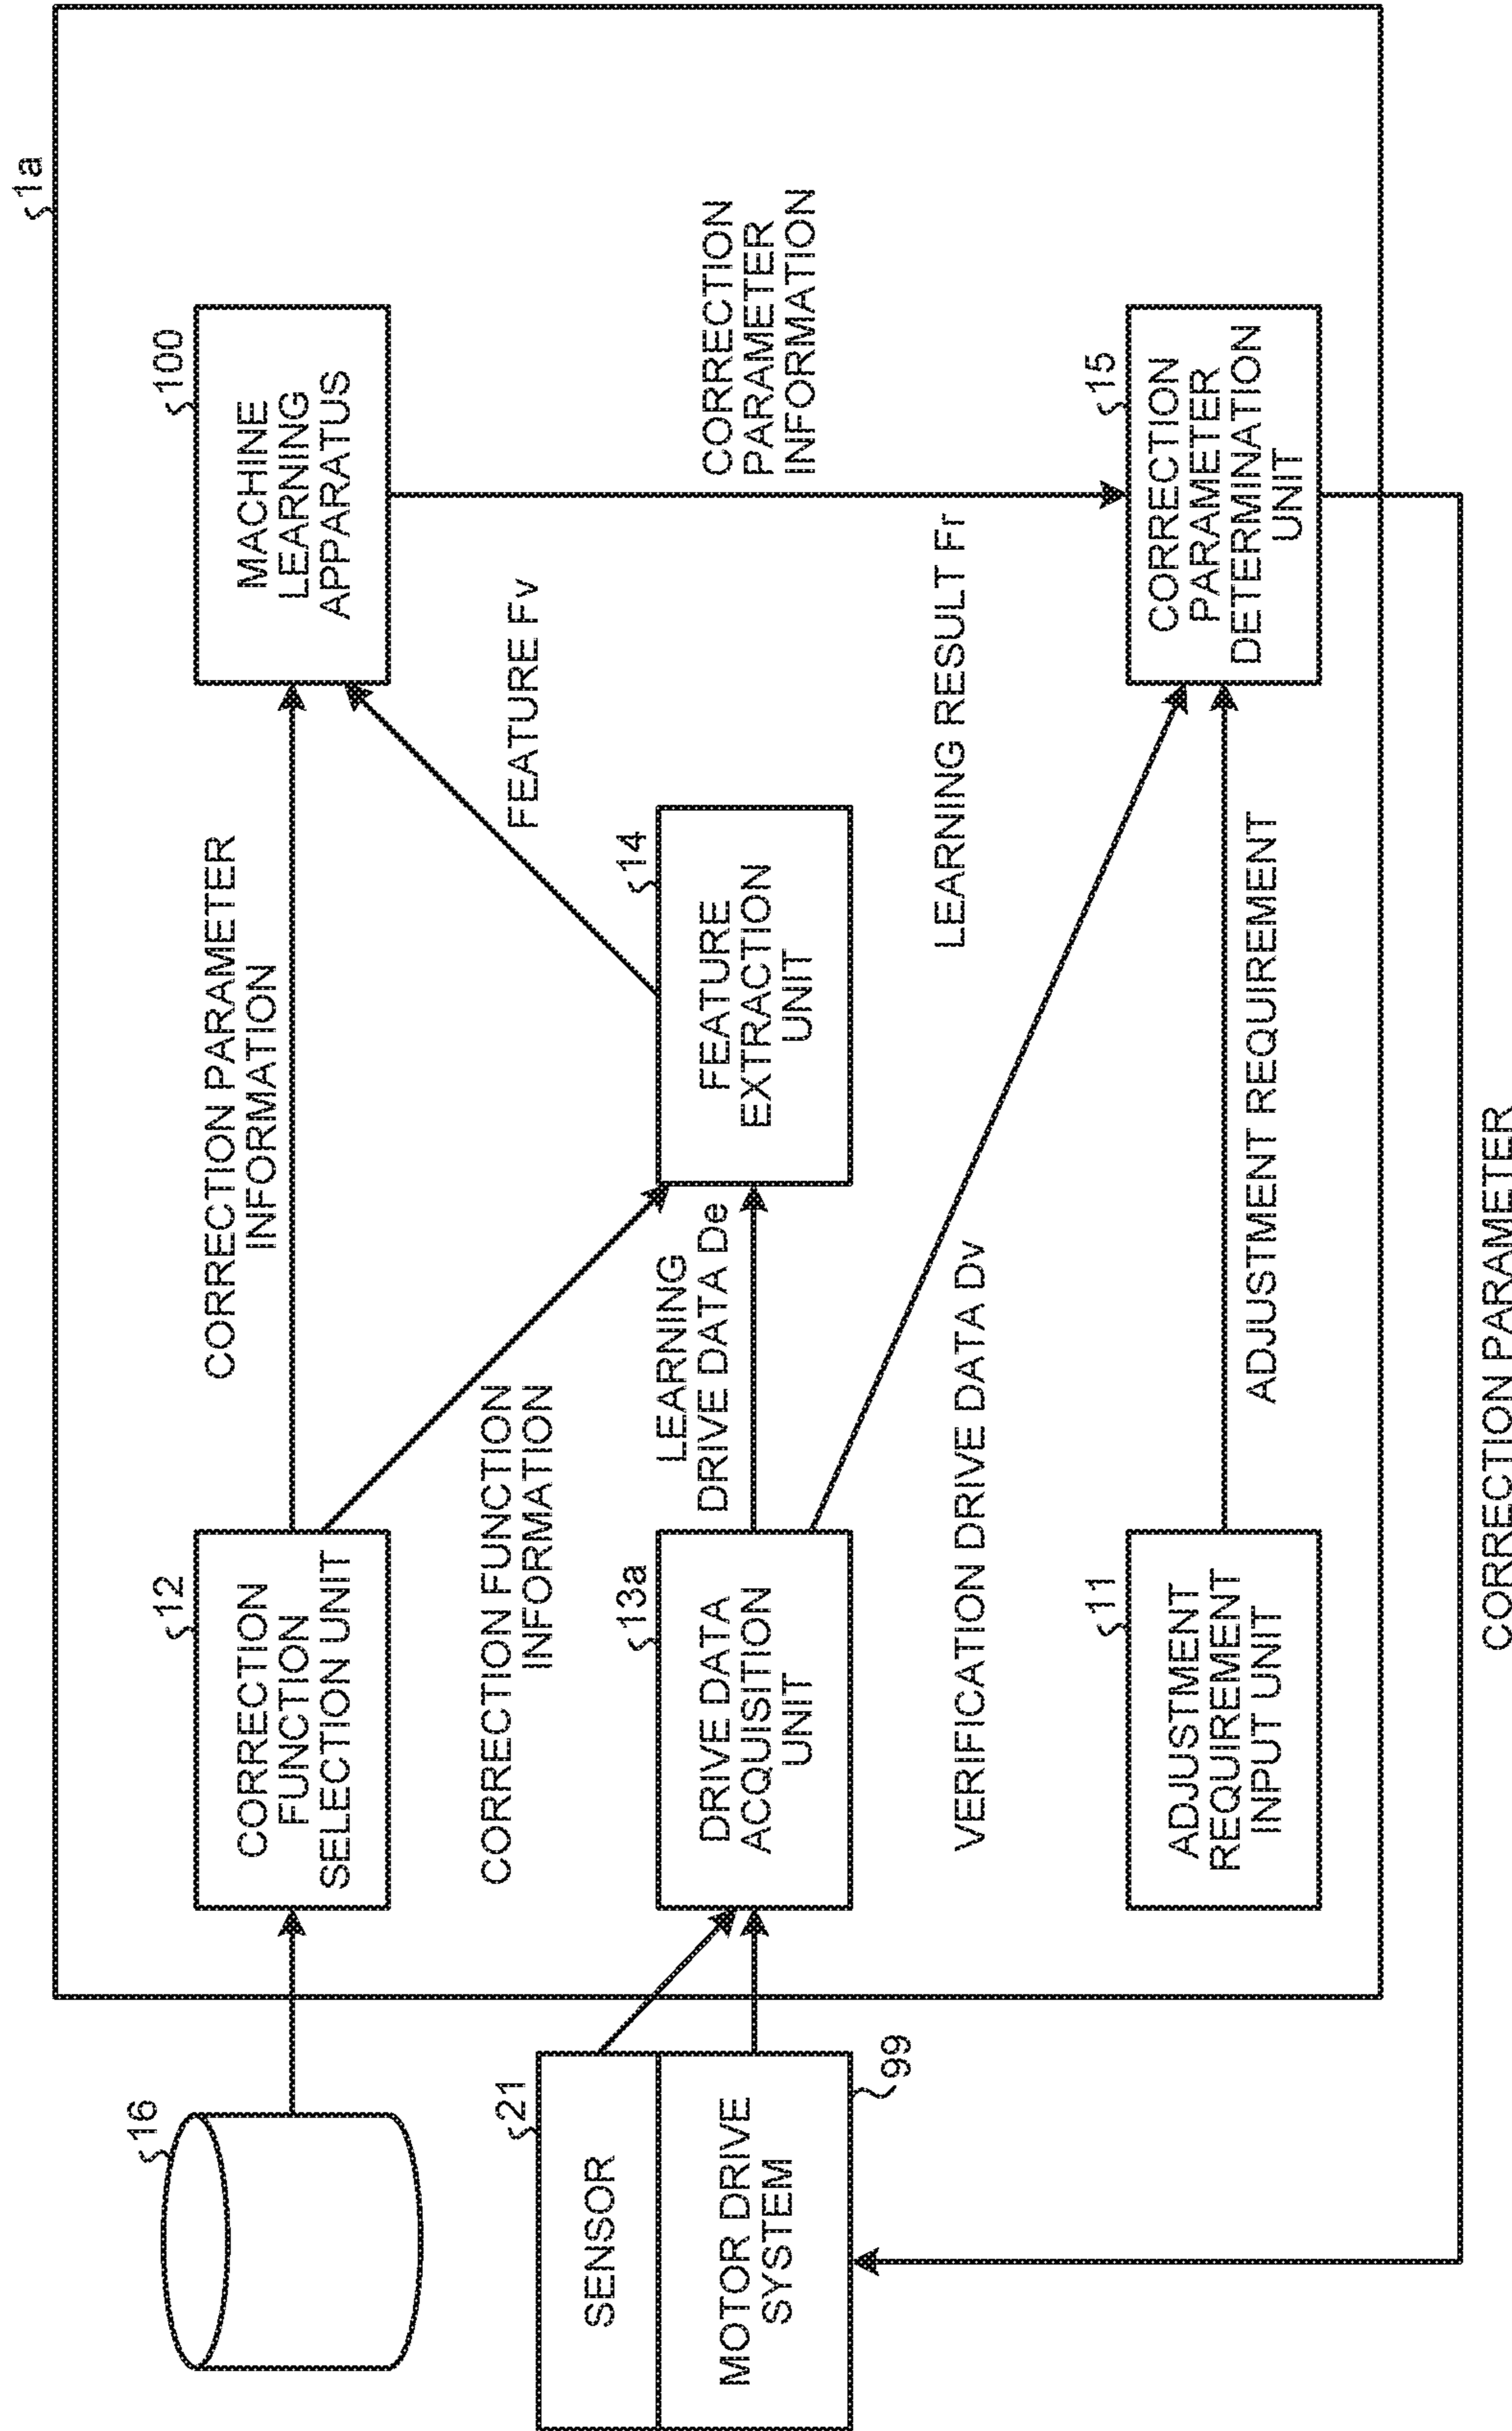 1a
16
12
CORRECTION
FUNCTION
SELECTION UNIT
CORRECTION PARAMETER
INFORMATION
100
MACHINE
LEARNING
APPARATUS
CORRECTION FUNCTION
INFORMATION
FEATURE Fv
21
SENSOR
MOTOR DRIVE
SYSTEM
99
13a
DRIVE DATA
ACQUISITION
UNIT
LEARNING
DRIVE DATA De
14
FEATURE
EXTRACTION
UNIT
CORRECTION
PARAMETER
INFORMATION
VERIFICATION DRIVE DATA Dv
LEARNING RESULT Fr
11
ADJUSTMENT
REQUIREMENT
INPUT UNIT
ADJUSTMENT REQUIREMENT
15
CORRECTION
PARAMETER
DETERMINATION
UNIT
CORRECTION PARAMETER